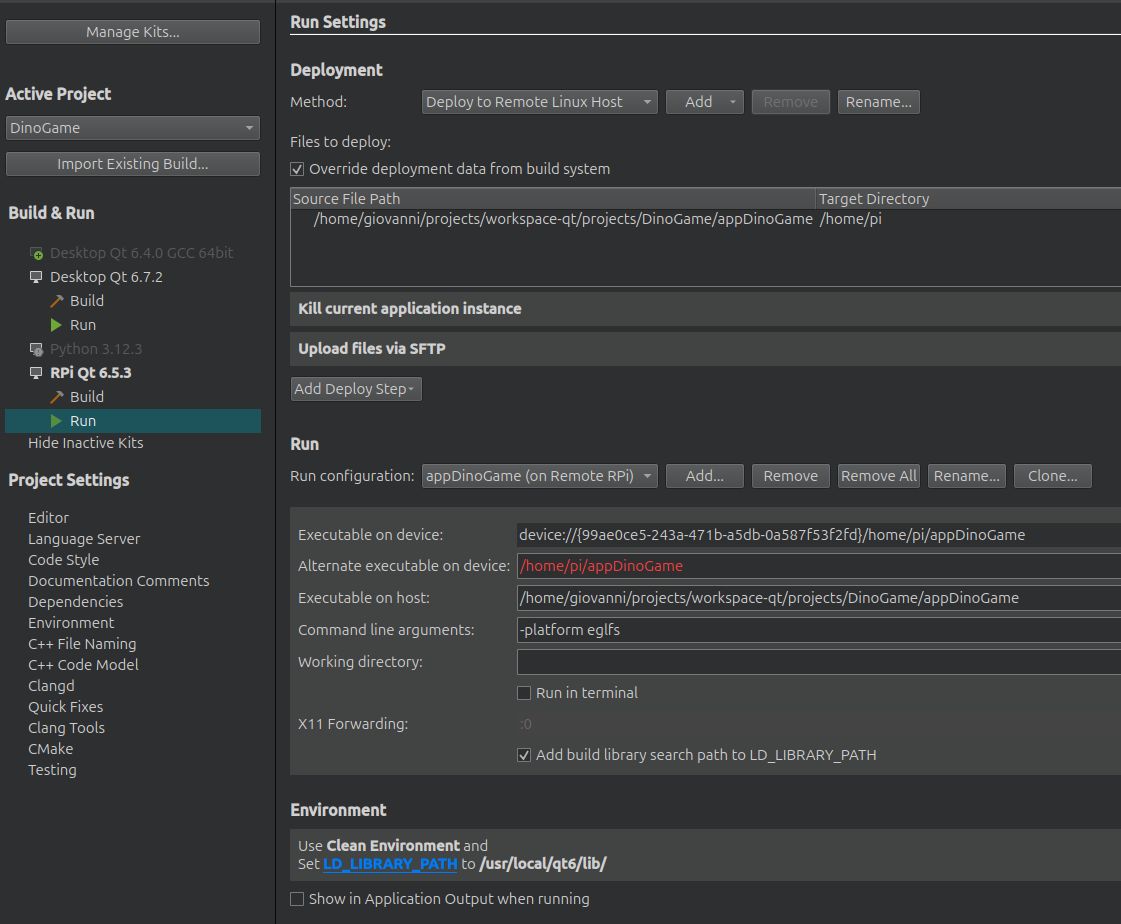 Manage Kits...
Active Project
DinoGame
Import Existing Build...
Build & Run
Desktop Qt 6.4.0 GCC 64bit
Desktop Qt 6.7.2
Build
Run
Python 3.12.3
RPi Qt 6.5.3
Build
Run
Hide Inactive Kits
Project Settings
Editor
Language Server
Code Style
Documentation Comments
Dependencies
Environment
C++ File Naming
C++ Code Model
Clangd
Quick Fixes
Clang Tools
CMake
Testing
Run Settings
Deployment
Method: Deploy to Remote Linux Host Add Remove Rename...
Files to deploy:
Override deployment data from build system
Source File Path Target Directory
/home/giovanni/projects/workspace-qt/projects/DinoGame/appDinoGame /home/pi
Kill current application instance
Upload files via SFTP
Add Deploy Step
Run
Run configuration: appDinoGame (on Remote RPi) Add... Remove Remove All Rename... Clone...
Executable on device: device://{99ae0ce5-243a-471b-a5db-0a587f53f2fd}/home/pi/appDinoGame
Alternate executable on device: /home/pi/appDinoGame
Executable on host: /home/giovanni/projects/workspace-qt/projects/DinoGame/appDinoGame
Command line arguments: -platform eglfs
Working directory:
Run in terminal
X11 Forwarding: :0
Add build library search path to LD_LIBRARY_PATH
Environment
Use Clean Environment and
Set LD_LIBRARY_PATH to /usr/local/qt6/lib/
Show in Application Output when running